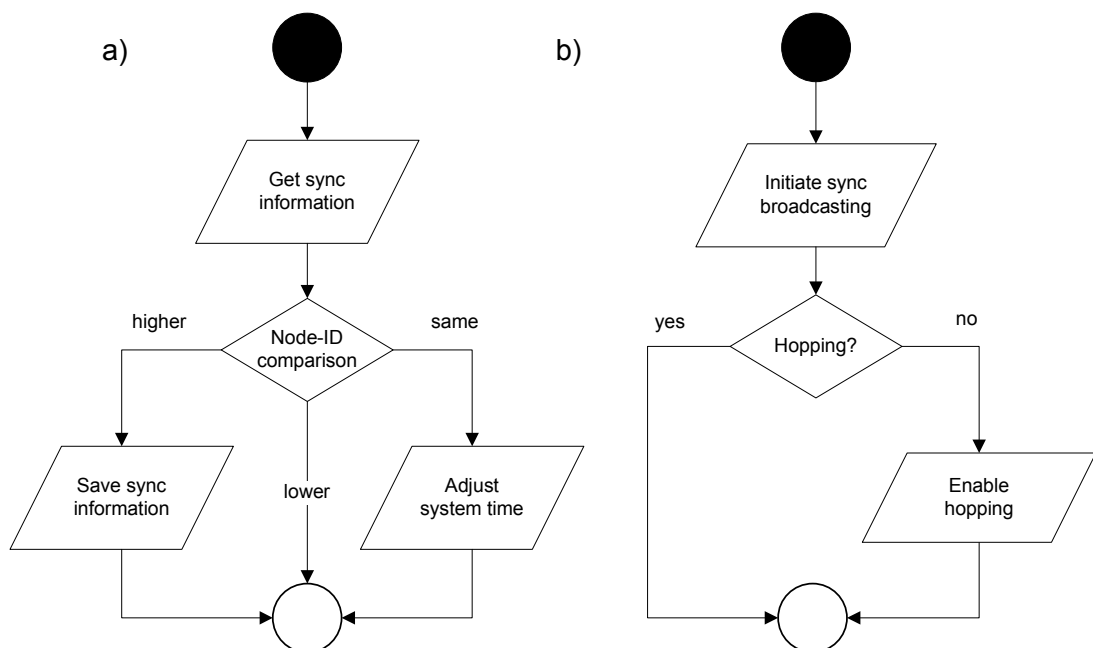 a)
Get sync
information
higher
same
Node-ID
comparison
Save sync
information
lower
Adjust
system time
b)
Initiate sync
broadcasting
yes
no
Hopping?
Enable
hopping